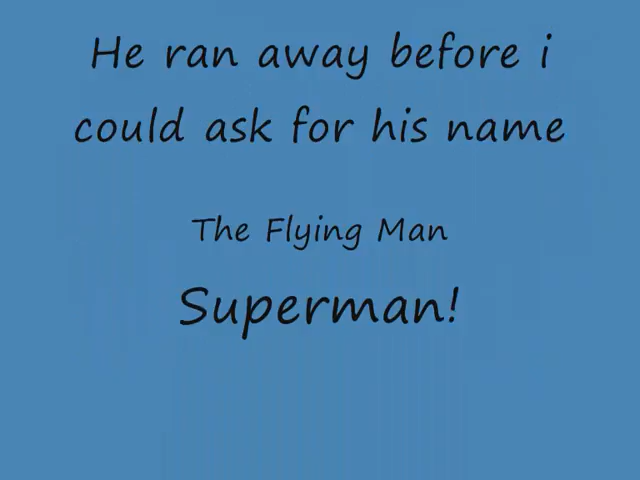 He ran away before i
could ask for his name
The Flying Man
Superman!